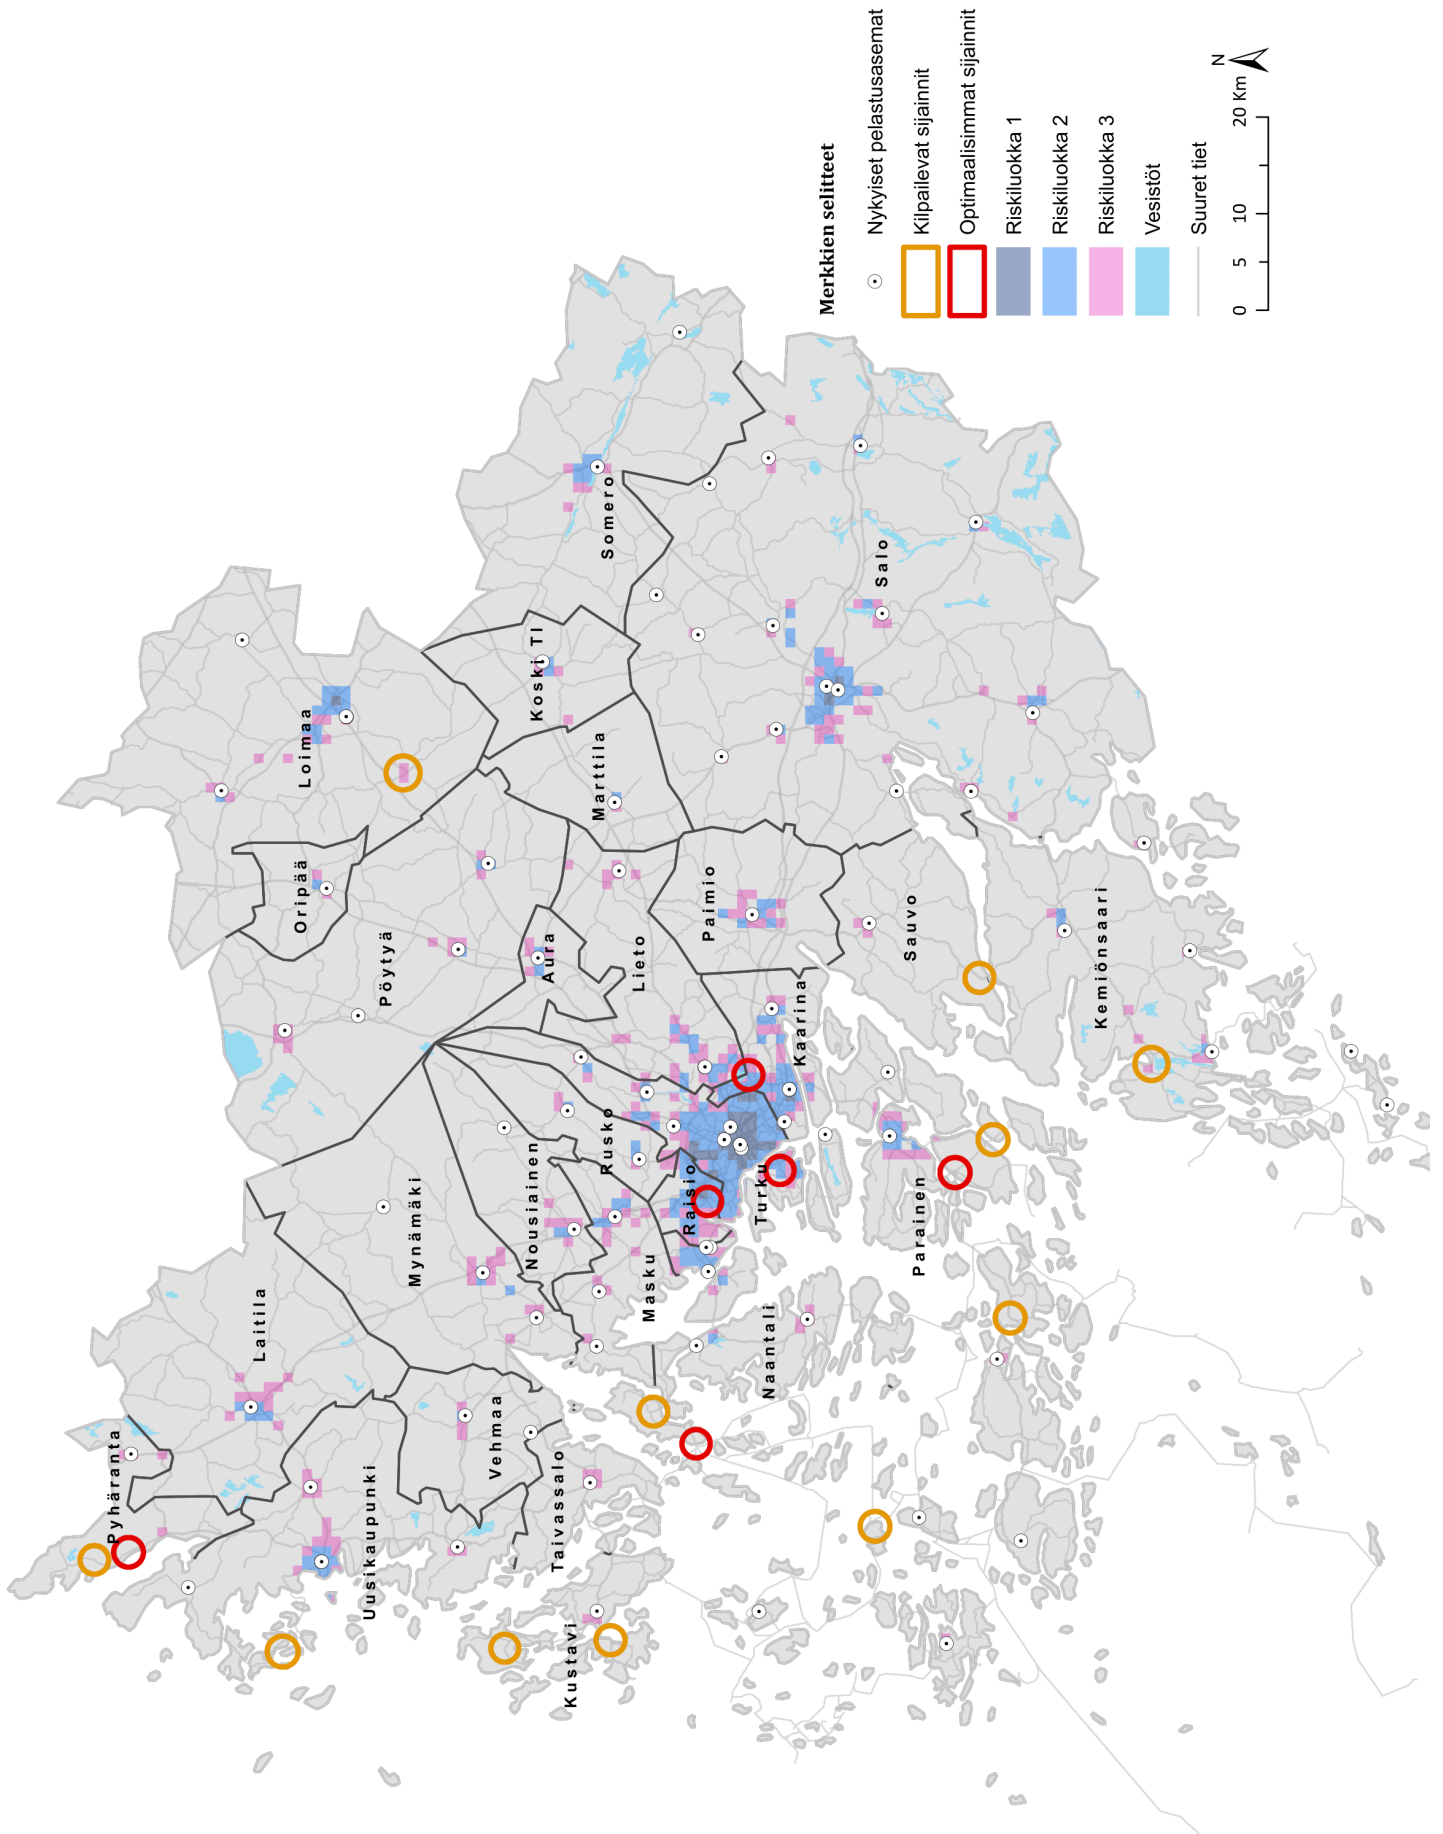 Pyhäranta
Laitila
Uusikaupunki
Vehmaa
Taivassalo
Kustavi
Mynämäki
Nousiainen
Masku
Rusko
Raisio
Naantali
Turku
Parainen
Kaarina
Lieto
Aura
Pöytyä
Oripää
Loimaa
Koski Tl
Marttila
Somero
Paimio
Sauvo
Salo
Kemiönsaari
Merkkien selitteet
Nykyiset pelastusasemat
Kilpailevat sijainnit
Optimaalisimmat sijainnit
Riskiluokka 1
Riskiluokka 2
Riskiluokka 3
Vesistöt
Suuret tiet
0 5 10 20 Km
N